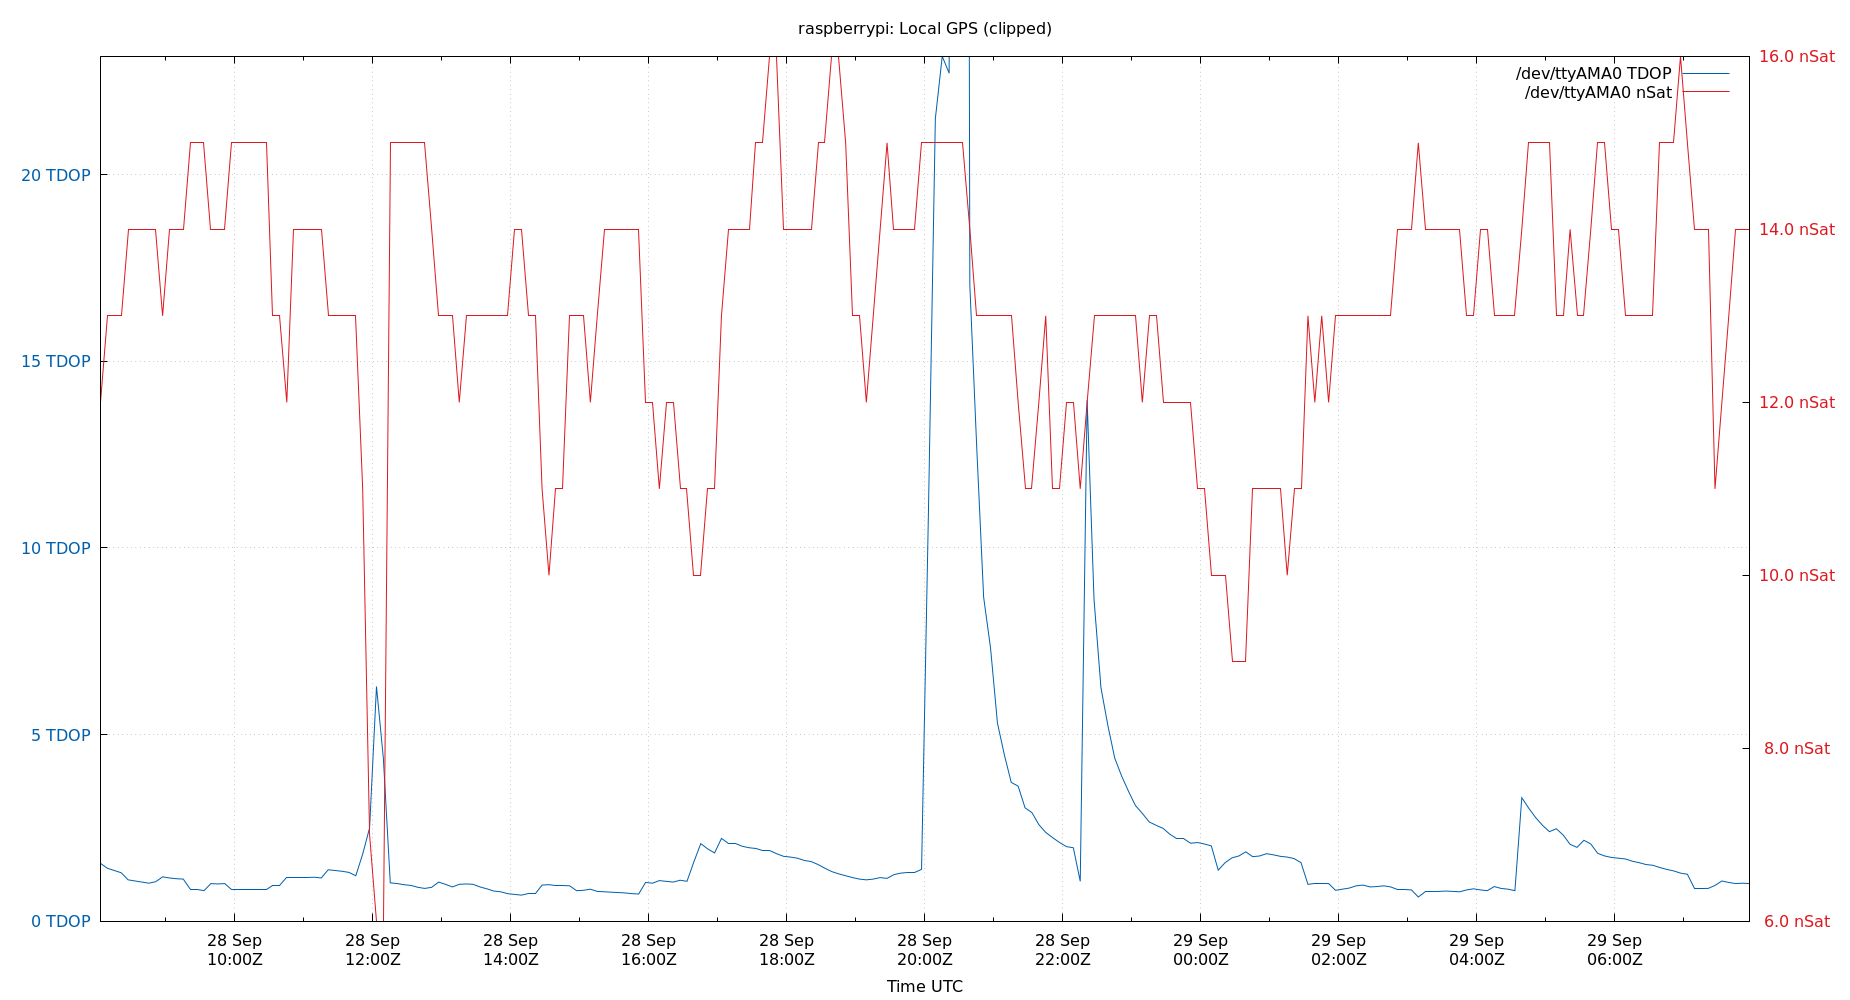 raspberrypi: Local GPS (clipped)
/dev/ttyAMA0 TDOP
/dev/ttyAMA0 nSat
20 TDOP
15 TDOP
10 TDOP
5 TDOP
0 TDOP
16.0 nSat
14.0 nSat
12.0 nSat
10.0 nSat
8.0 nSat
6.0 nSat
28 Sep 28 Sep 28 Sep 28 Sep 28 Sep 28 Sep 28 Sep 29 Sep 29 Sep 29 Sep 29 Sep
10:00Z 12:00Z 14:00Z 16:00Z 18:00Z 20:00Z 22:00Z 00:00Z 02:00Z 04:00Z 06:00Z
Time UTC